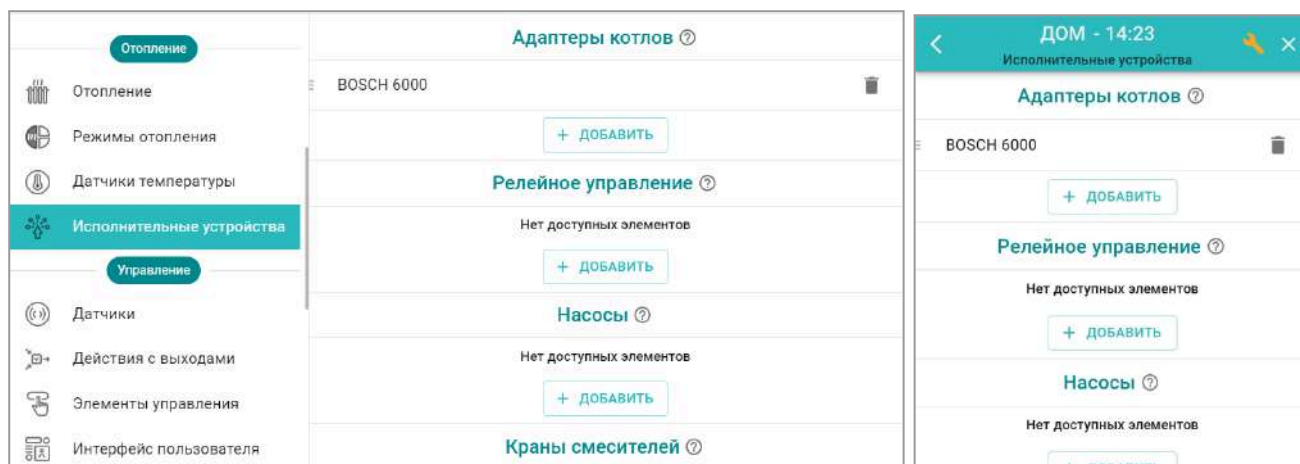 Отопление
Отопление
Режимы отопления
Датчики температуры
Исполнительные устройства
Управление
Датчики
Действия с выходами
Элементы управления
Интерфейс пользователя
Адаптеры котлов ?
BOSCH 6000
+ ДОБАВИТЬ
Релейное управление ?
Нет доступных элементов
+ ДОБАВИТЬ
Насосы ?
Нет доступных элементов
+ ДОБАВИТЬ
Краны смесителей ?
ДОМ - 14:23
Исполнительные устройства
Адаптеры котлов ?
BOSCH 6000
+ ДОБАВИТЬ
Релейное управление ?
Нет доступных элементов
+ ДОБАВИТЬ
Насосы ?
Нет доступных элементов